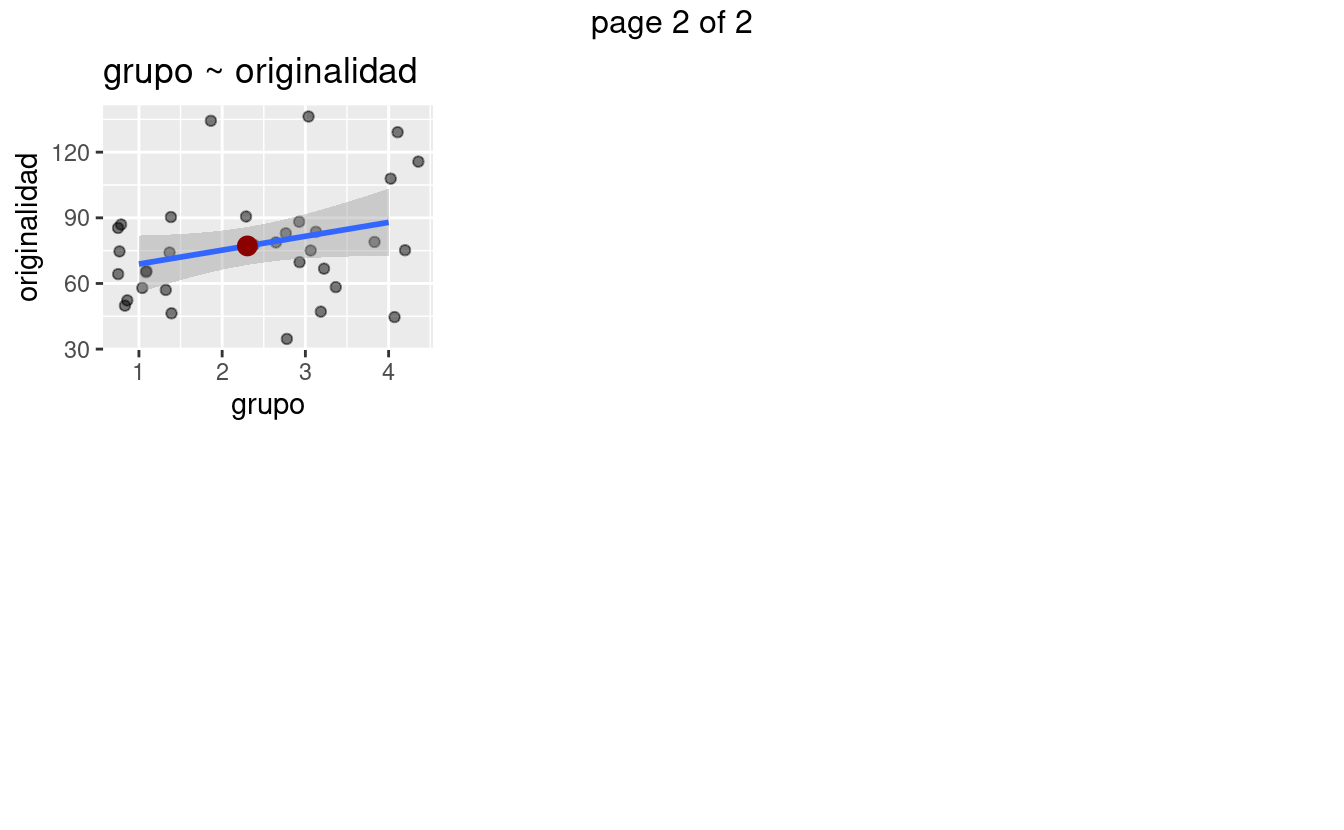 page 2 of 2
grupo ~ originalidad
originalidad
120
90
60
30
1 2 3 4
grupo